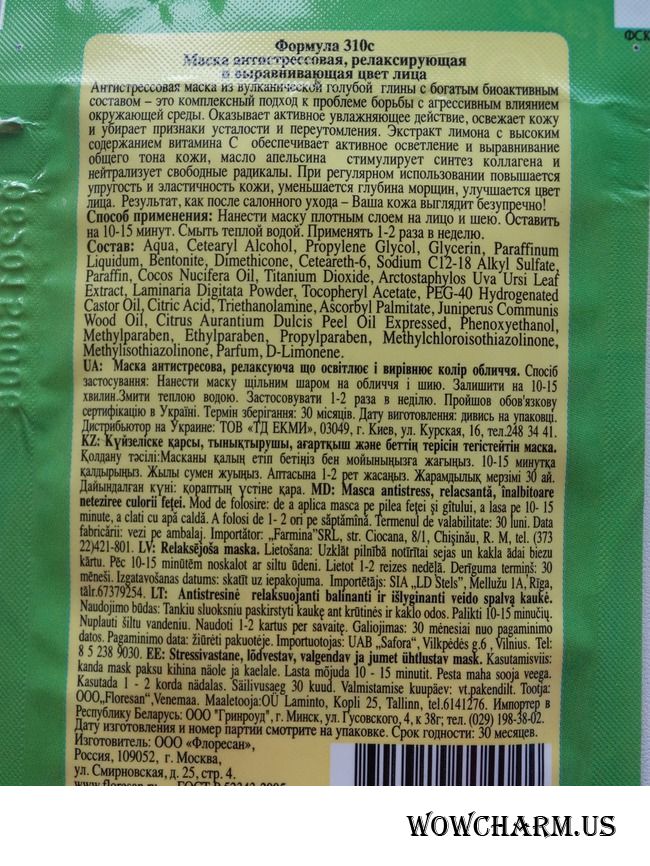 ФСК
Формула 310с
Маска антистрессовая, релаксирующая
и выравнивающая цвет лица
Антистрессовая маска из вулканической голубой глины с богатым биоактивным
составом – это комплексный подход к проблеме борьбы с агрессивным влиянием
окружающей среды. Оказывает активное увлажняющее действие, освежает кожу
и убирает признаки усталости и переутомления. Экстракт лимона с высоким
содержанием витамина С обеспечивает активное осветление и выравнивание
общего тона кожи, масло апельсина стимулирует синтез коллагена и
нейтрализует свободные радикалы. При регулярном использовании повышается
упругость и эластичность кожи, уменьшается глубина морщин, улучшается цвет
лица. Результат, как после салонного ухода – Ваша кожа выглядит безупречно!
Способ применения: Нанести маску плотным слоем на лицо и шею. Оставить
на 10-15 минут. Смыть теплой водой. Применять 1-2 раза в неделю.
Состав: Aqua, Cetearyl Alcohol, Propylene Glycol, Glycerin, Paraffinum
Liquidum, Bentonite, Dimethicone, Ceteareth-6, Sodium C12-18 Alkyl Sulfate,
Paraffin, Cocos Nucifera Oil, Titanium Dioxide, Arctostaphylos Uva Ursi Leaf
Extract, Laminaria Digitata Powder, Tocopheryl Acetate, PEG-40 Hydrogenated
Castor Oil, Citric Acid, Triethanolamine, Ascorbyl Palmitate, Juniperus Communis
Wood Oil, Citrus Aurantium Dulcis Peel Oil Expressed, Phenoxyethanol,
Methylparaben, Ethylparaben, Propylparaben, Methylchloroisothiazolinone,
Methylisothiazolinone, Parfum, D-Limonene.
UA: Маска антистресова, релаксуюча що освітлює і вирівнює колір обличчя. Спосіб
застосування: Нанести маску щільним шаром на обличчя і шию. Залишити на 10-15
хвилин.Змити теплою водою. Застосовувати 1-2 раза в неділю. Пройшов обов'язкову
сертифікацію в Україні. Термін зберігання: 30 місяців. Дату виготовлення: дивись на упаковці.
Дистрибьютор на Украине: ТОВ «ТД ЕКМИ», 03049, г. Киев, ул. Курская, 16, тел.248 34 41.
KZ: Күйзеліске қарсы, тынықтырушы, ағартқыш және беттің терісін тегістейтін маска.
Қолдану тәсілі:Масканы қалың етіп бетіңіз бен мойыныңызға жағыңыз. 10-15 минутқа
қалдырыңыз. Жылы сумен жуыңыз. Аптасына 1-2 рет жасаңыз. Жарамдылық мерзімі 30 ай.
Дайындалған күні: қораптың үстіне қара. MD: Masca antistress, relacsantă, înalbitoare
neteziree culorii feței. Mod de folosire: de a aplica masca pe pilea feței și gîtului, a lasa pe 10-15
minute, a clati cu apă caldă. A folosi de 1- 2 ori pe săptămînă. Termenul de valabilitate: 30 luni. Data
fabricării: vezi pe ambalaj. Importător: „Farmina"SRL, str. Ciocana, 8/1, Chișinău, R. M, tel. (373
22)421-801. LV: Relaksējoša maska. Lietošana: Uzklāt pilnībā notīrītai sejas un kakla ādai biezu
kārtu. Pēc 10-15 minūtēm noskalot ar siltu ūdeni. Lietot 1-2 reizes nedēļā. Derīguma termiņš: 30
mēneši. Izgatavošanas datums: skatīt uz iepakojuma. Importētājs: SIA „LD Stels", Mellužu 1A, Rīga,
tālr.67379254. LT: Antistresinė relaksuojanti balinanti ir išlyginanti veido spalvą kaukė.
Naudojimo būdas: Tankiu sluoksniu paskirstyti kaukę ant krūtinės ir kaklo odos. Palikti 10-15 minučių.
Nuplauti šiltu vandeniu. Naudoti 1-2 kartus per savaitę. Galiojimas: 30 mėnesiai nuo pagaminimo
datos. Pagaminimo data: žiūrėti pakuotėje. Importuotojas: UAB „Safora", Vilkpėdės g.6 , Vilnius. Tel:
8 5 238 9030. EE: Stressivastane, lõdvestav, valgendav ja jumet ühtlustav mask. Kasutamisviis:
kanda mask paksu kihina näole ja kaelale. Lasta mõjuda 10 - 15 minutit. Pesta maha sooja veega.
Kasutada 1 - 2 korda nädalas. Säilivusaeg 30 kuud. Valmistamise kuupäev: vt.pakendilt. Tootja:
OOO„Floresan",Venemaa. Maaletooja:OÜ Laminto, Kopli 25, Tallinn, tel.6141276. Импортер в
Республику Беларусь: ООО "Гринроуд", г. Минск, ул. Гусовского, 4, к 38г; тел. (029) 198-38-02.
Дату изготовления и номер партии смотрите на упаковке. Срок годности: 30 месяцев.
Изготовитель: ООО «Флоресан»,
Россия, 109052, г. Москва,
ул. Смирновская, д. 25, стр. 4.
WOWCHARM.US